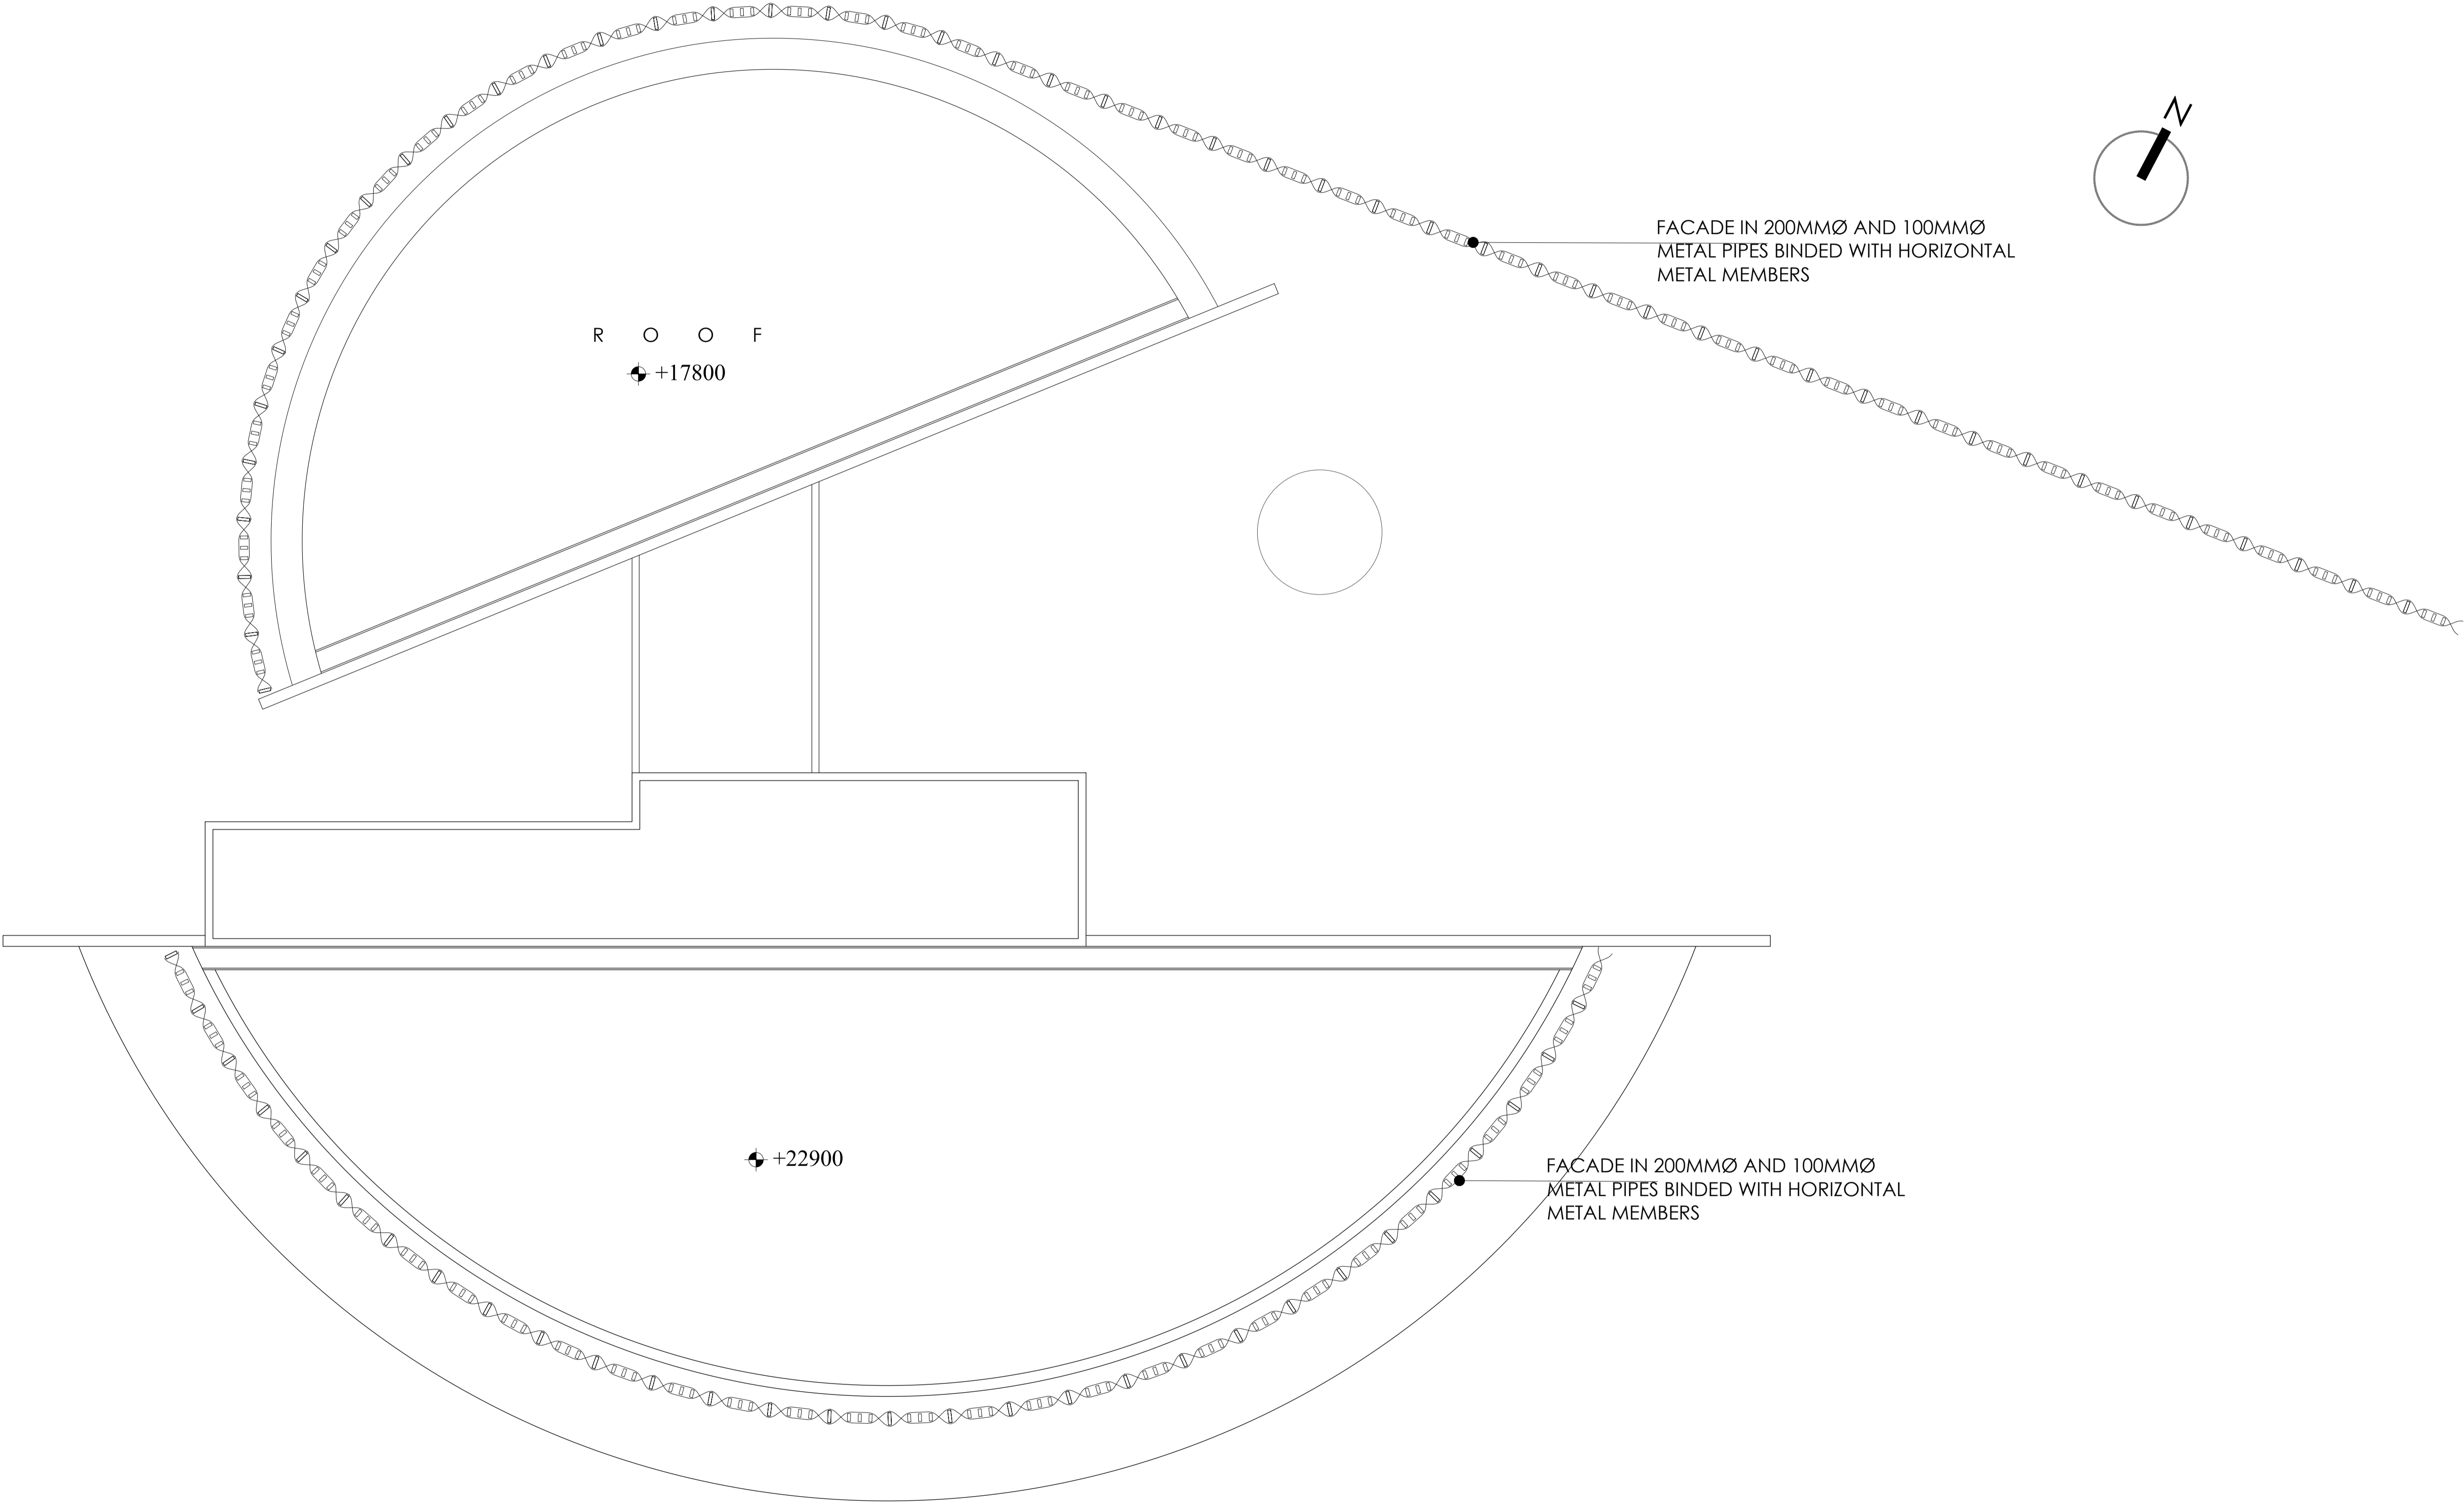 N
FACADE IN 200MMØ AND 100MMØ
METAL PIPES BINDED WITH HORIZONTAL
METAL MEMBERS
R O O F
+17800
+22900
FACADE IN 200MMØ AND 100MMØ
METAL PIPES BINDED WITH HORIZONTAL
METAL MEMBERS